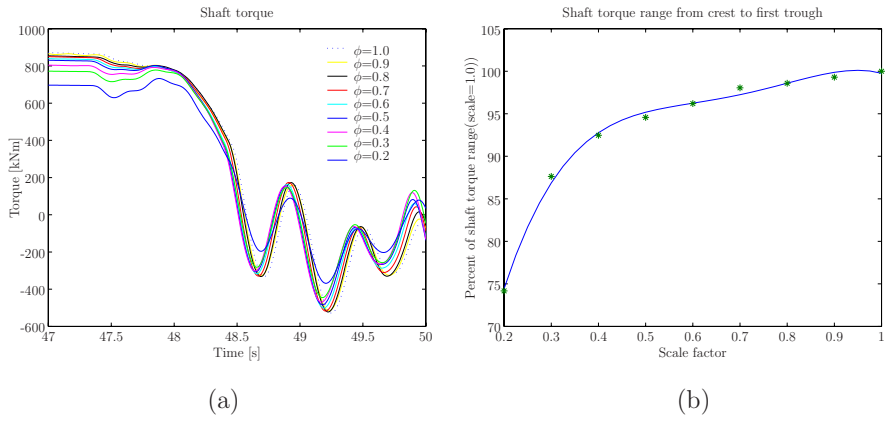 Shaft torque
Torque [kNm]
1000
800
600
400
200
0
-200
-400
-600
47
47.5
48
48.5
49
49.5
50
Time [s]
ϕ=1.0
ϕ=0.9
ϕ=0.8
ϕ=0.7
ϕ=0.6
ϕ=0.5
ϕ=0.4
ϕ=0.3
ϕ=0.2
(a)
Shaft torque range from crest to first trough
Percent of shaft torque range(scale=1.0))
105
100
95
90
85
80
75
70
0.2
0.3
0.4
0.5
0.6
0.7
0.8
0.9
1
Scale factor
(b)